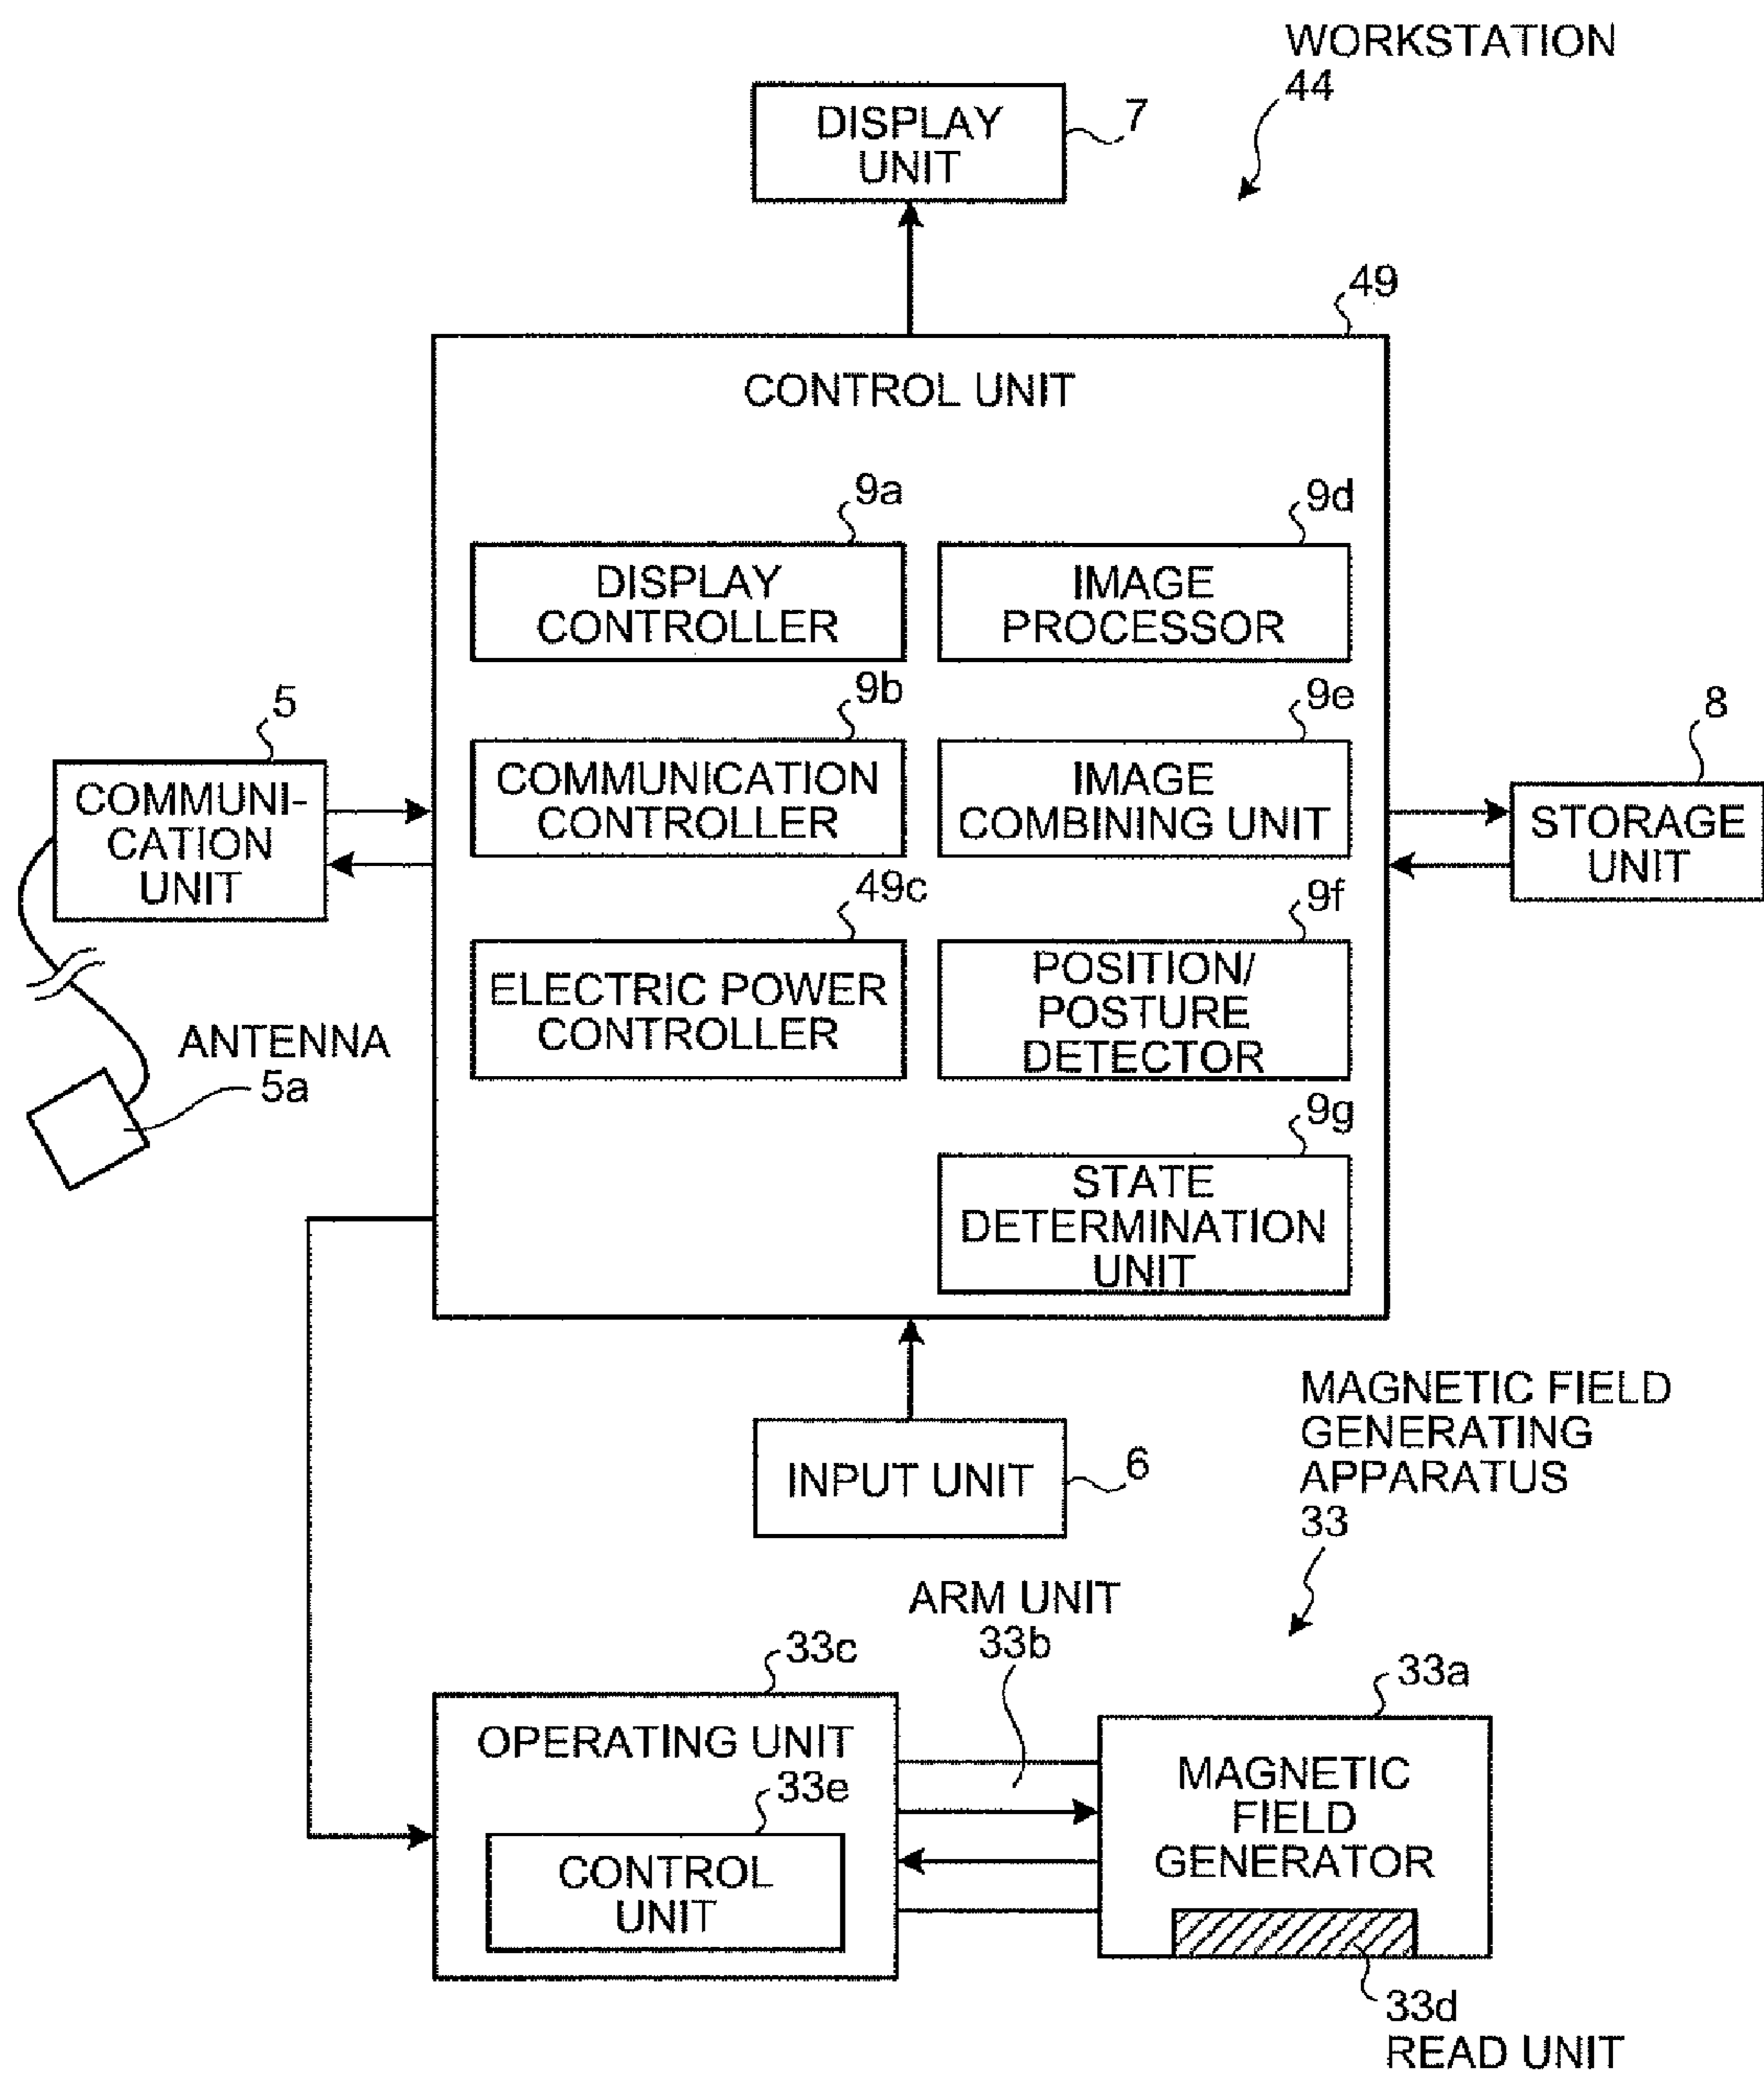 WORKSTATION
44
DISPLAY
UNIT
7
49
CONTROL UNIT
9a
DISPLAY
CONTROLLER
9d
IMAGE
PROCESSOR
9b
COMMUNICATION
CONTROLLER
9e
IMAGE
COMBINING UNIT
5
COMMUNI-
CATION
UNIT
8
STORAGE
UNIT
49c
ELECTRIC POWER
CONTROLLER
9f
POSITION/
POSTURE
DETECTOR
ANTENNA
5a
9g
STATE
DETERMINATION
UNIT
INPUT UNIT
6
MAGNETIC FIELD
GENERATING
APPARATUS
33
ARM UNIT
33b
33c
OPERATING UNIT
33e
CONTROL
UNIT
33a
MAGNETIC
FIELD
GENERATOR
33d
READ UNIT